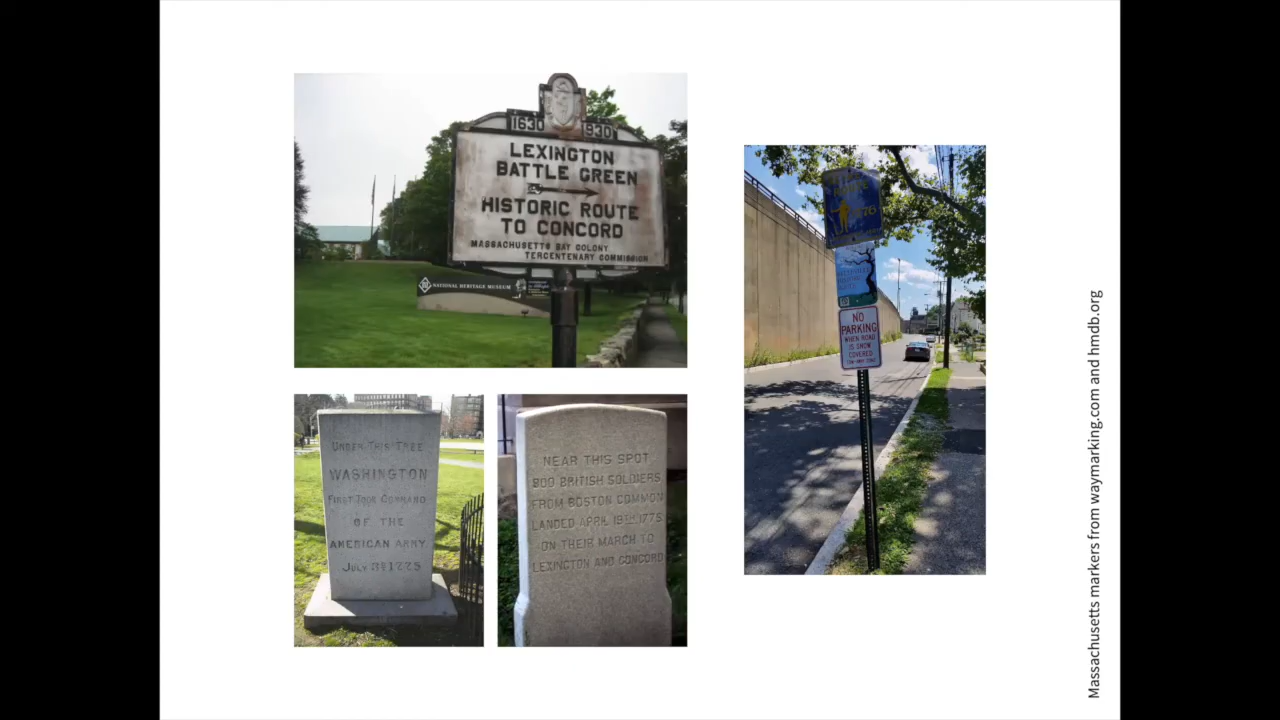 1630
1930
LEXINGTON
BATTLE GREEN
HISTORIC ROUTE
TO CONCORD
MASSACHUSETTS BAY COLONY
TERCENTENARY COMMISSION
NATIONAL HERITAGE MUSEUM
UNDER THIS TREE
WASHINGTON
FIRST TOOK COMMAND
OF THE
AMERICAN ARMY
JULY 3D 1775
NEAR THIS SPOT
800 BRITISH SOLDIERS
FROM BOSTON COMMON
LANDED APRIL 19TH 1775
ON THEIR MARCH TO
LEXINGTON AND CONCORD
ROUTE
1776
NO
PARKING
WHEN ROAD
IS SNOW
COVERED
Massachusetts markers from waymarking.com and hmdb.org